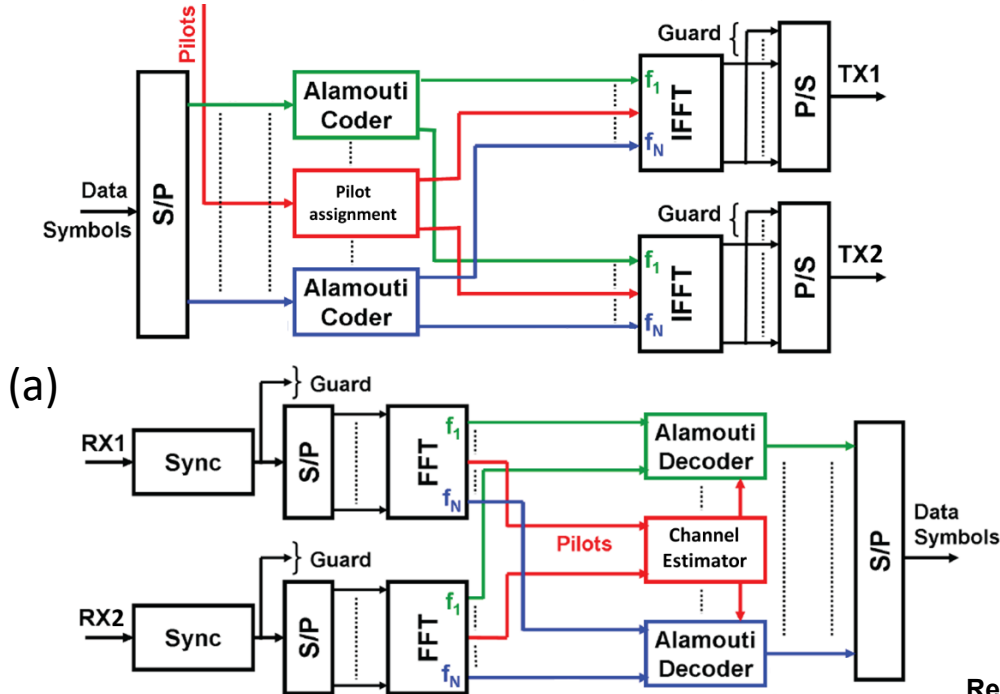 Pilots
Data
Symbols
S/P
Alamouti
Coder
Pilot
assignment
Alamouti
Coder
f1
fN
IFFT
Guard {
P/S
TX1
f1
fN
IFFT
Guard {
P/S
TX2
(a)
RX1
Sync
} Guard
S/P
FFT
f1
fN
RX2
Sync
} Guard
S/P
FFT
f1
fN
Pilots
Alamouti
Decoder
Channel
Estimator
Alamouti
Decoder
S/P
Data
Symbols
Re